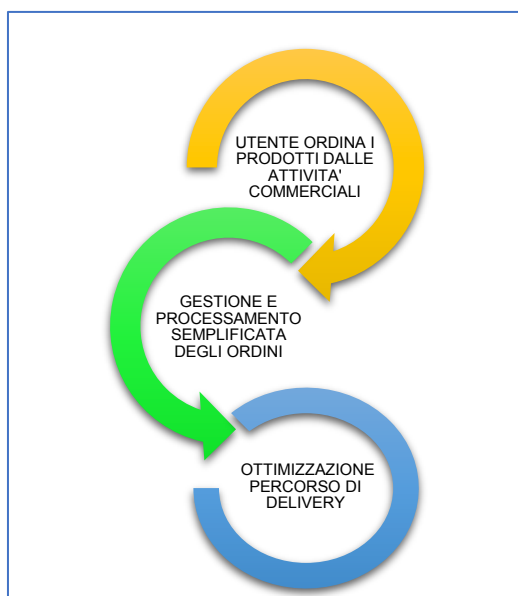 UTENTE ORDINA I
PRODOTTI DALLE
ATTIVITA'
COMMERCIALI
GESTIONE E
PROCESSAMENTO
SEMPLIFICATA
DEGLI ORDINI
OTTIMIZZAZIONE
PERCORSO DI
DELIVERY